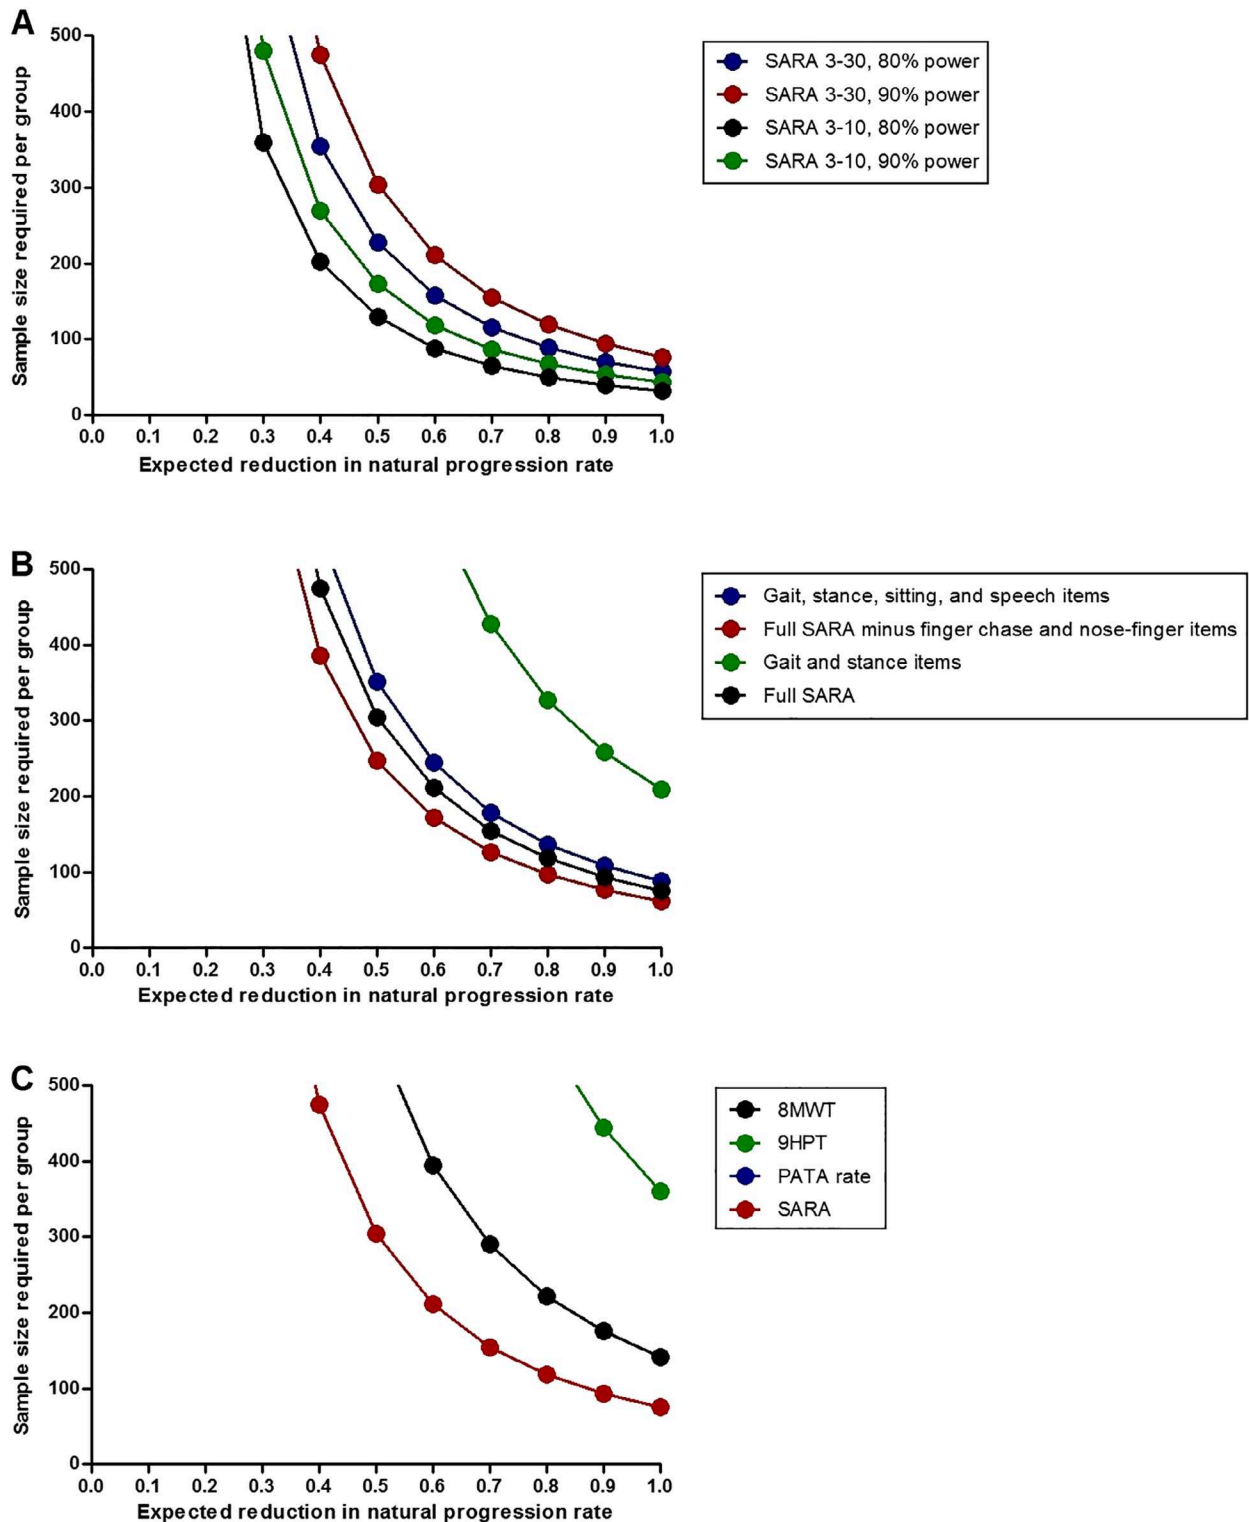 A
Sample size required per group
500
400
300
200
100
0
0.0 0.1 0.2 0.3 0.4 0.5 0.6 0.7 0.8 0.9 1.0
Expected reduction in natural progression rate
SARA 3-30, 80% power
SARA 3-30, 90% power
SARA 3-10, 80% power
SARA 3-10, 90% power
B
Sample size required per group
500
400
300
200
100
0
0.0 0.1 0.2 0.3 0.4 0.5 0.6 0.7 0.8 0.9 1.0
Expected reduction in natural progression rate
Gait, stance, sitting, and speech items
Full SARA minus finger chase and nose-finger items
Gait and stance items
Full SARA
C
Sample size required per group
500
400
300
200
100
0
0.0 0.1 0.2 0.3 0.4 0.5 0.6 0.7 0.8 0.9 1.0
Expected reduction in natural progression rate
8MWT
9HPT
PATA rate
SARA